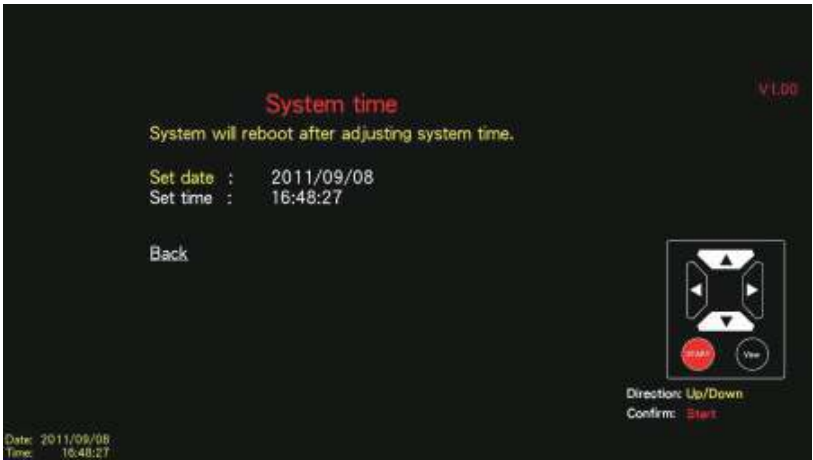 V1.00
System time
System will reboot after adjusting system time.
Set date : 2011/09/08
Set time : 16:48:27
Back
START
View
Direction: Up/Down
Confirm: Start
Date: 2011/09/08
Time: 16:48:27